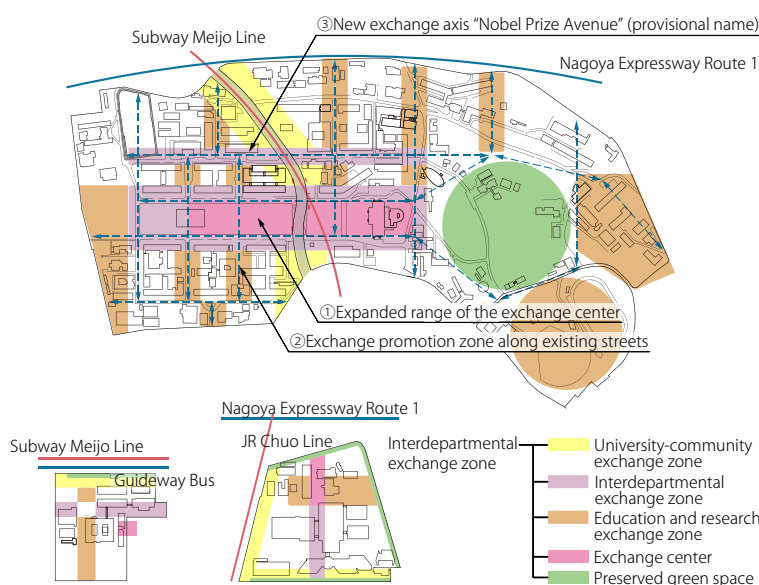 ③New exchange axis “Nobel Prize Avenue” (provisional name)
Subway Meijo Line
Nagoya Expressway Route 1
①Expanded range of the exchange center
②Exchange promotion zone along existing streets
Nagoya Expressway Route 1
Subway Meijo Line
JR Chuo Line
Guideway Bus
Interdepartmental
exchange zone
University-community
exchange zone
Interdepartmental
exchange zone
Education and research
exchange zone
Exchange center
Preserved green space